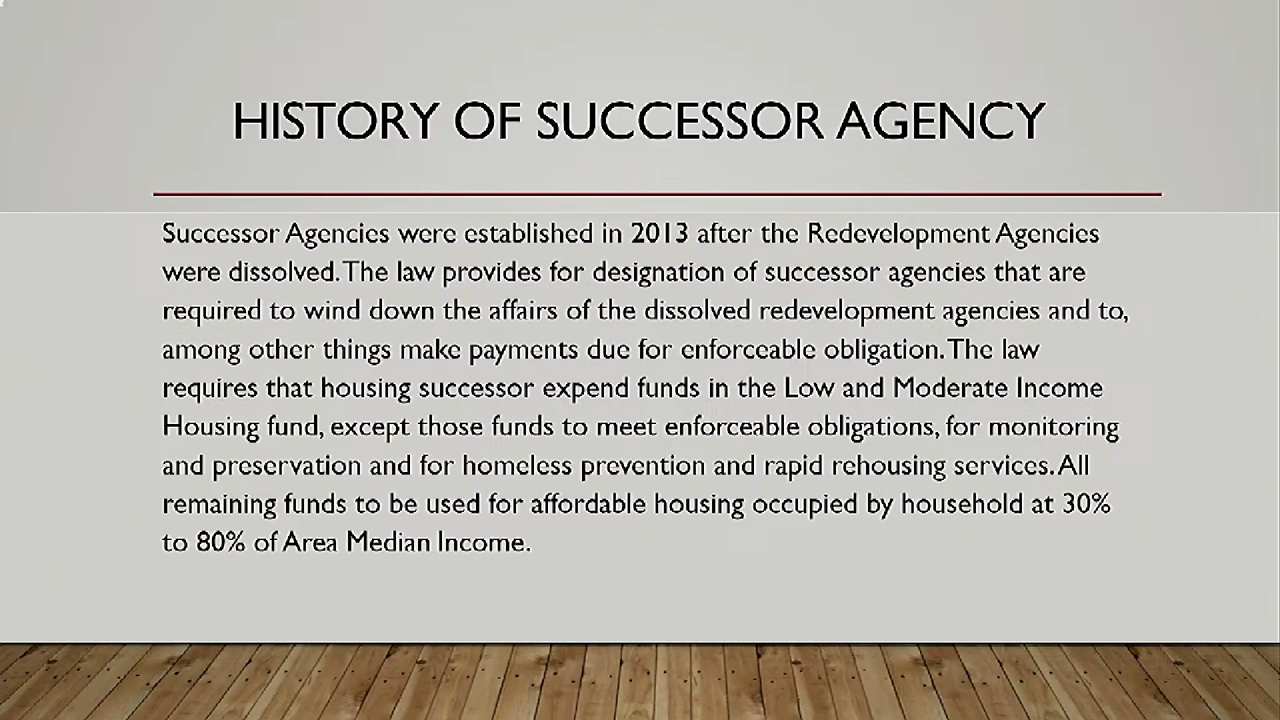 HISTORY OF SUCCESSOR AGENCY
Successor Agencies were established in 2013 after the Redevelopment Agencies
were dissolved. The law provides for designation of successor agencies that are
required to wind down the affairs of the dissolved redevelopment agencies and to,
among other things make payments due for enforceable obligation. The law
requires that housing successor expend funds in the Low and Moderate Income
Housing fund, except those funds to meet enforceable obligations, for monitoring
and preservation and for homeless prevention and rapid rehousing services. All
remaining funds to be used for affordable housing occupied by household at 30%
to 80% of Area Median Income.